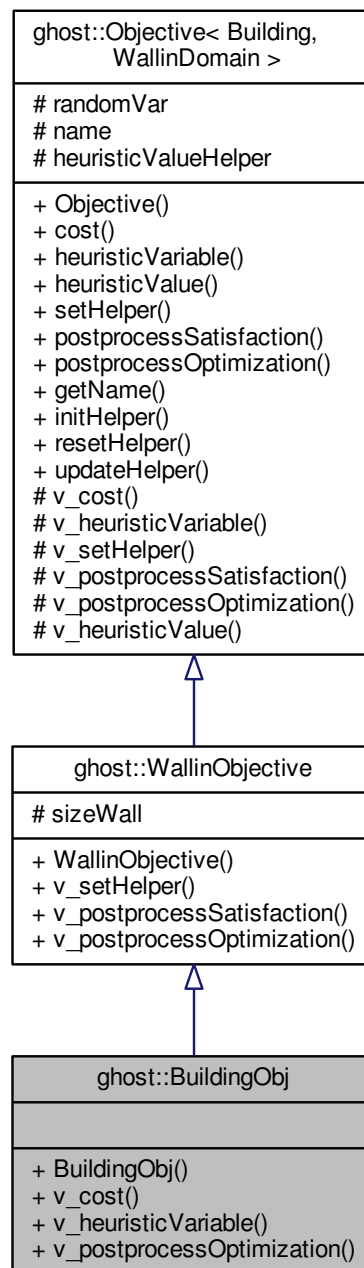 ghost::Objective< Building,
WallinDomain >
# randomVar
# name
# heuristicValueHelper
+ Objective()
+ cost()
+ heuristicVariable()
+ heuristicValue()
+ setHelper()
+ postprocessSatisfaction()
+ postprocessOptimization()
+ getName()
+ initHelper()
+ resetHelper()
+ updateHelper()
# v_cost()
# v_heuristicVariable()
# v_setHelper()
# v_postprocessSatisfaction()
# v_postprocessOptimization()
# v_heuristicValue()
ghost::WallinObjective
# sizeWall
+ WallinObjective()
+ v_setHelper()
+ v_postprocessSatisfaction()
+ v_postprocessOptimization()
ghost::BuildingObj
+ BuildingObj()
+ v_cost()
+ v_heuristicVariable()
+ v_postprocessOptimization()